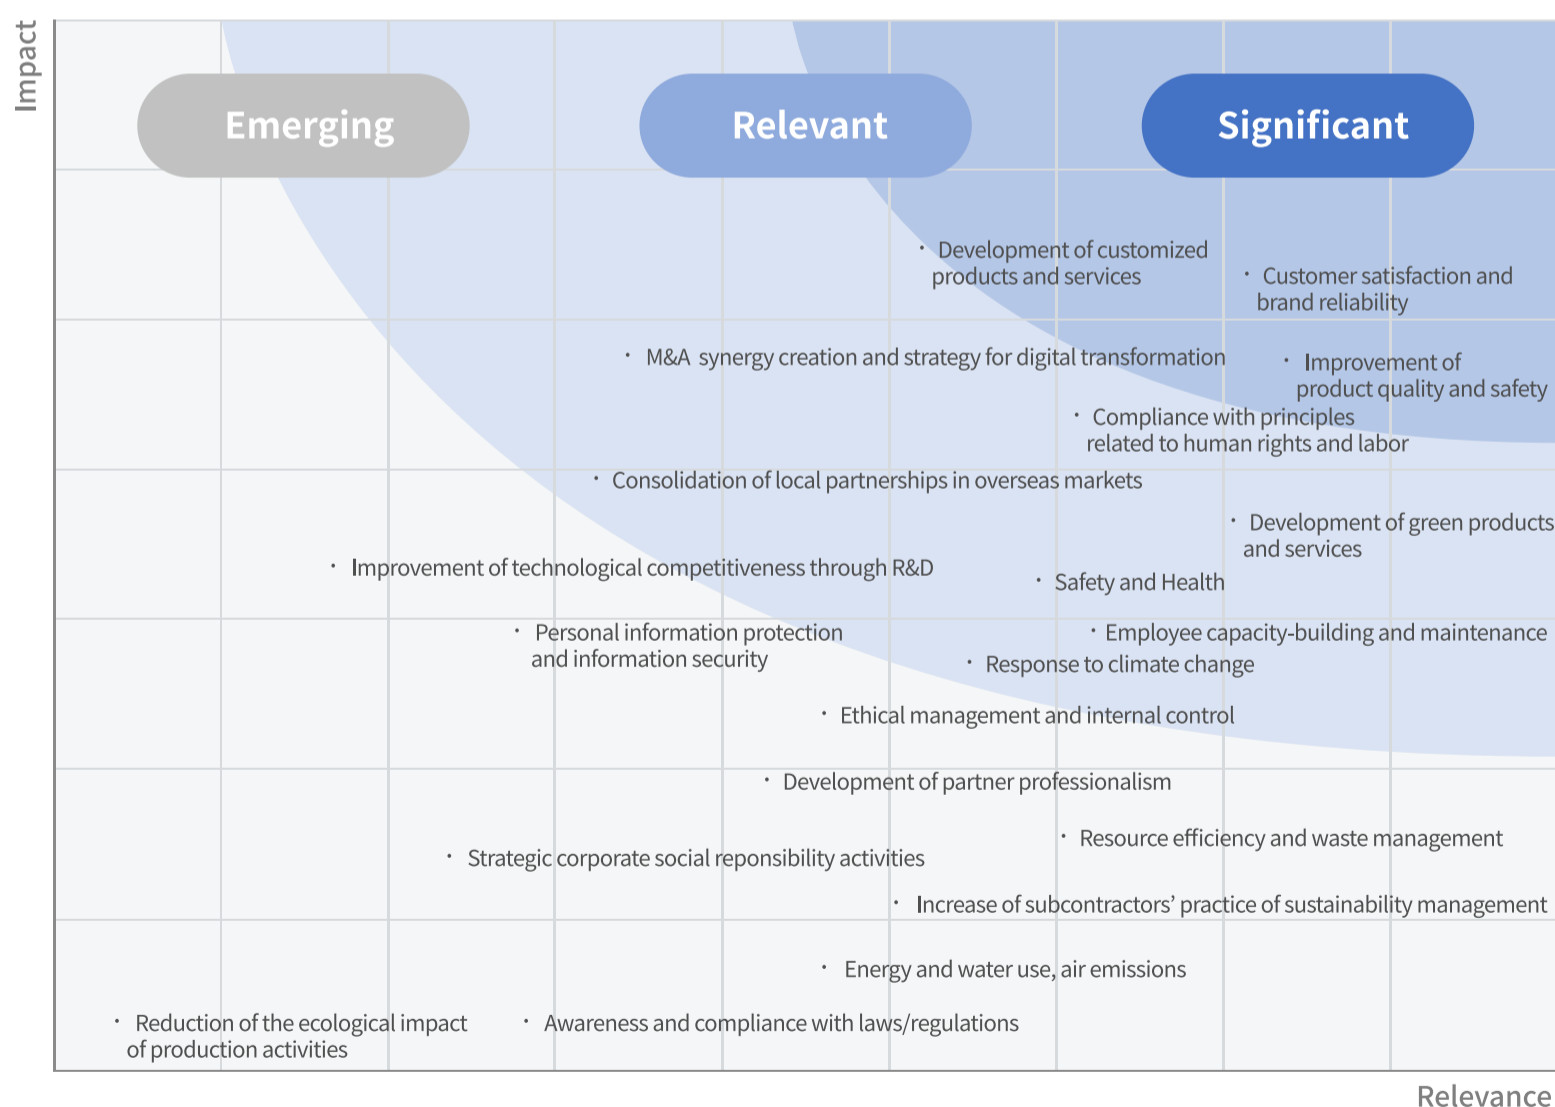 Impact
Emerging
Relevant
Significant
· Development of customized
products and services
· Customer satisfaction and
brand reliability
· M&A synergy creation and strategy for digital transformation
· Improvement of
product quality and safety
· Compliance with principles
related to human rights and labor
· Consolidation of local partnerships in overseas markets
· Development of green products
and services
· Improvement of technological competitiveness through R&D
· Safety and Health
· Personal information protection
and information security
· Employee capacity-building and maintenance
· Response to climate change
· Ethical management and internal control
· Development of partner professionalism
· Resource efficiency and waste management
· Strategic corporate social reponsibility activities
· Increase of subcontractors’ practice of sustainability management
· Energy and water use, air emissions
· Reduction of the ecological impact
of production activities
· Awareness and compliance with laws/regulations
Relevance